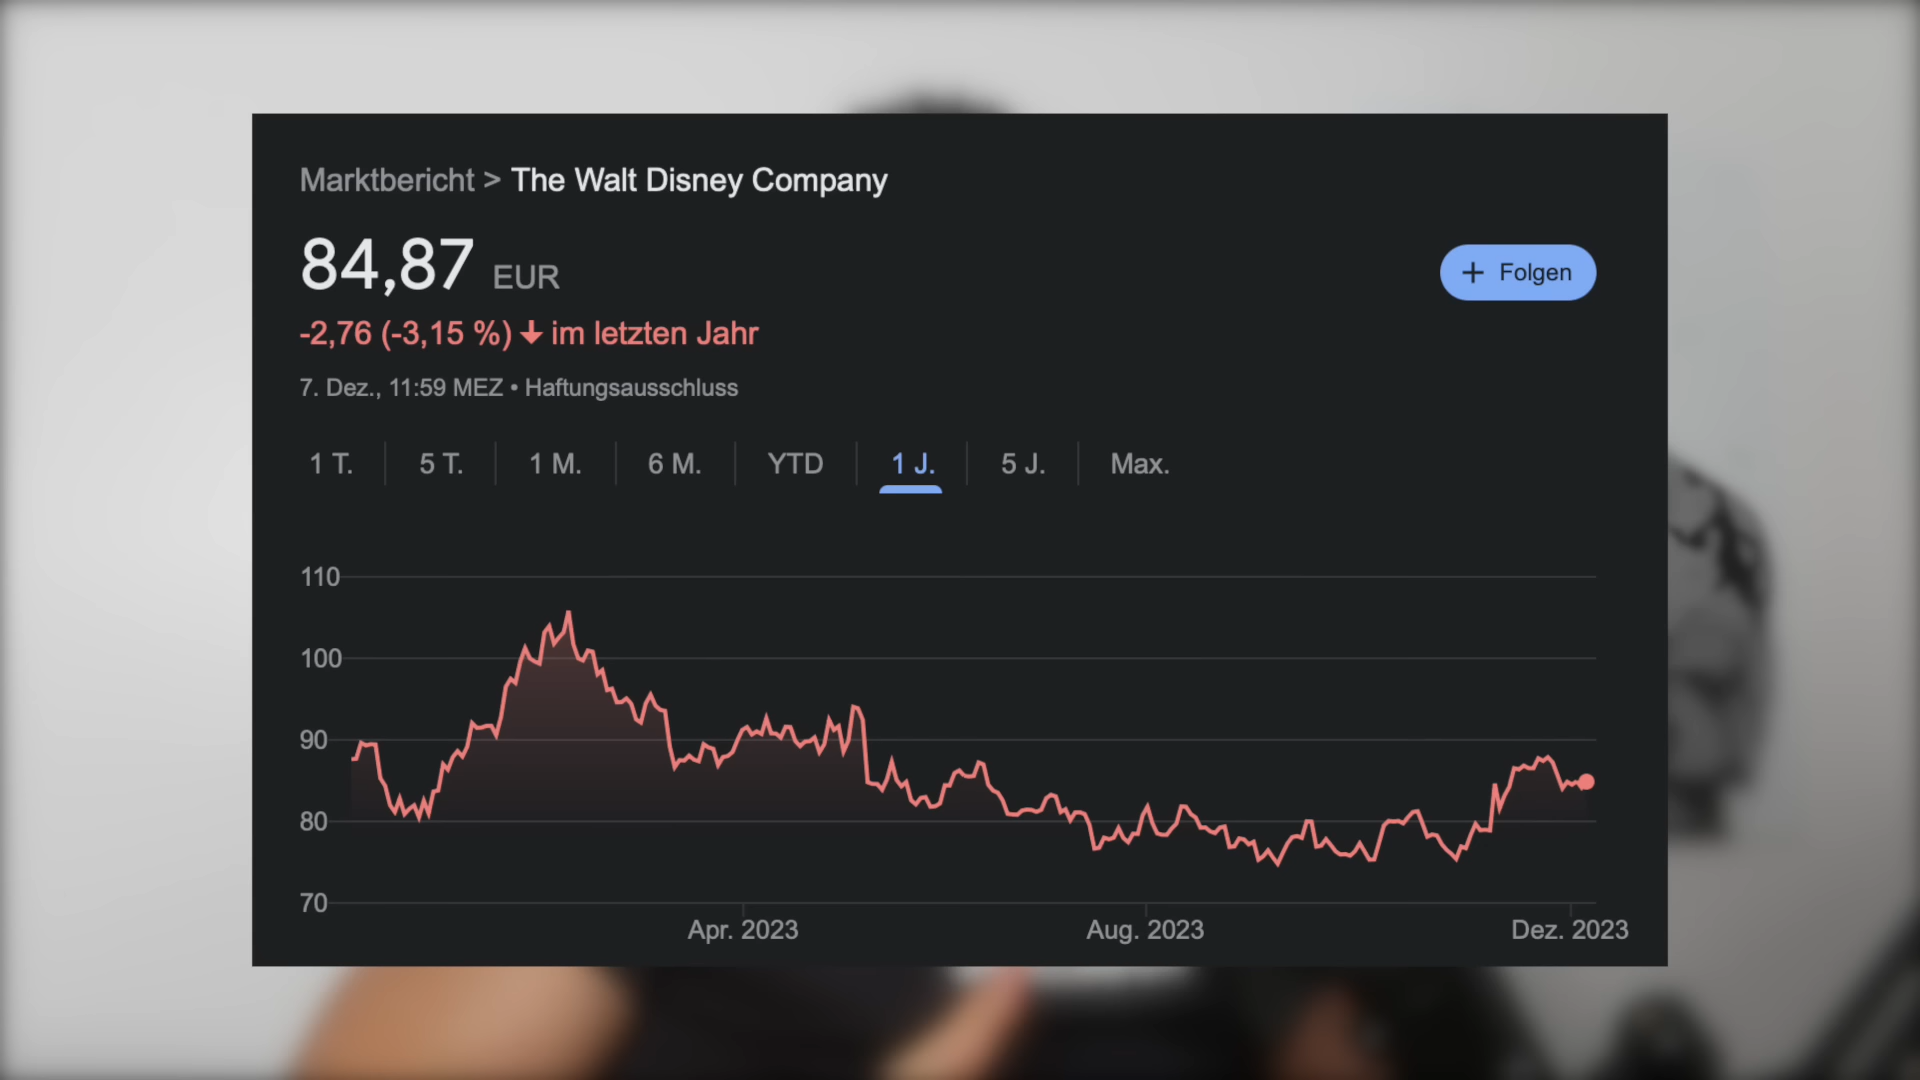 Marktbericht > The Walt Disney Company
84,87 EUR
+ Folgen
-2,76 (-3,15 %) ↓ im letzten Jahr
7. Dez., 11:59 MEZ • Haftungsausschluss
1 T. 5 T. 1 M. 6 M. YTD 1 J. 5 J. Max.
110
100
90
80
70
Apr. 2023 Aug. 2023 Dez. 2023